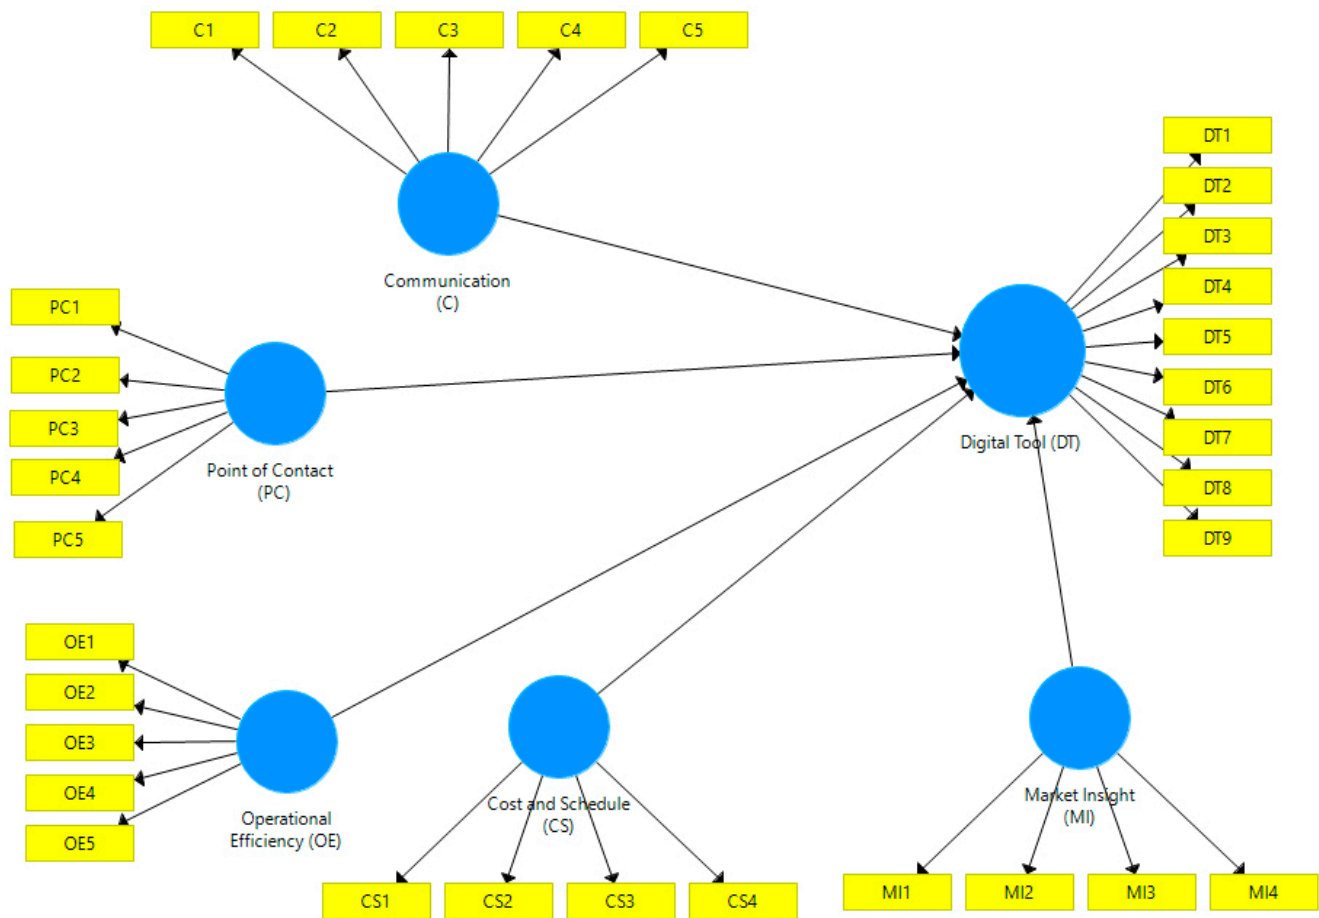 C1
C2
C3
C4
C5
Communication
(C)
DT1
DT2
DT3
DT4
DT5
DT6
DT7
DT8
DT9
Digital Tool (DT)
PC1
PC2
PC3
PC4
PC5
Point of Contact
(PC)
OE1
OE2
OE3
OE4
OE5
Operational
Efficiency (OE)
Cost and Schedule
(CS)
CS1
CS2
CS3
CS4
Market Insight
(MI)
MI1
MI2
MI3
MI4